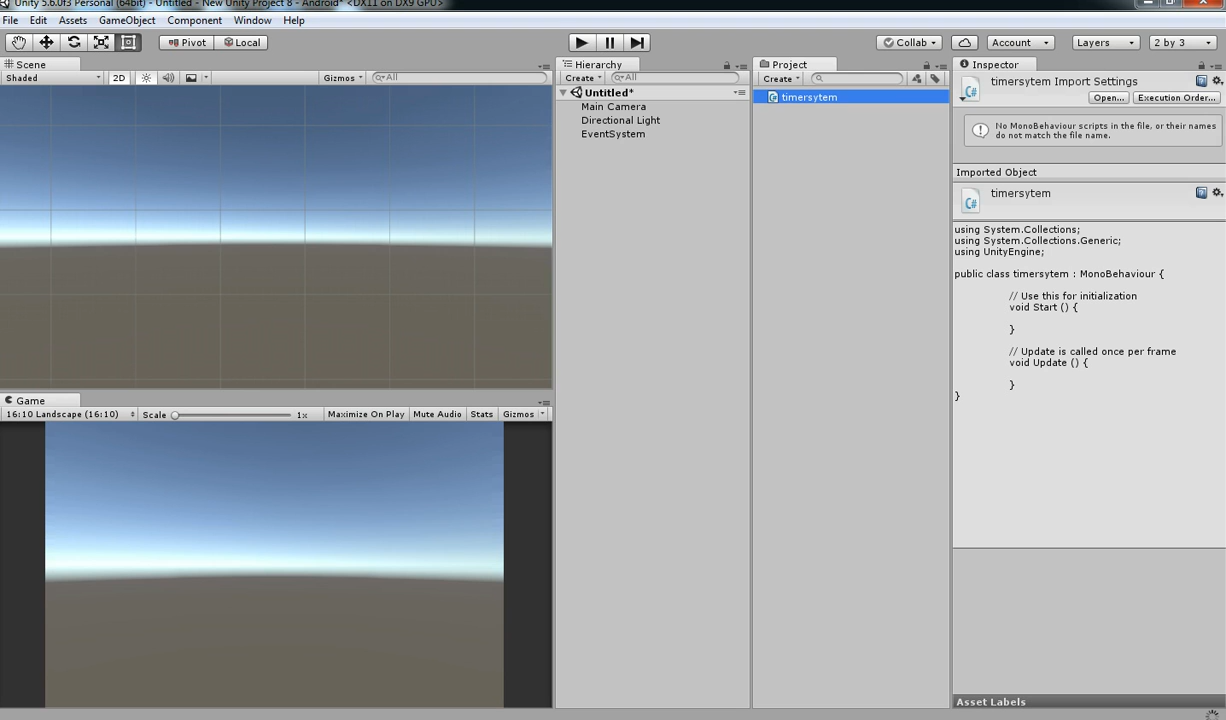 Unity 5.6.0f3 Personal (64bit) - Untitled - New Unity Project 8 - Android* <DX11 on DX9 GPU>
File Edit Assets GameObject Component Window Help
Pivot Local Collab Account Layers 2 by 3
Scene
Shaded 2D Gizmos All
Hierarchy
Create All
Untitled*
Main Camera
Directional Light
EventSystem
Project
Create
timersytem
Inspector
timersytem Import Settings
Open... Execution Order...
No MonoBehaviour scripts in the file, or their names
do not match the file name.
Imported Object
timersytem
using System.Collections;
using System.Collections.Generic;
using UnityEngine;
public class timersytem : MonoBehaviour {
// Use this for initialization
void Start () {
}
// Update is called once per frame
void Update () {
}
}
Game
16:10 Landscape (16:10) Scale 1x Maximize On Play Mute Audio Stats Gizmos
Asset Labels